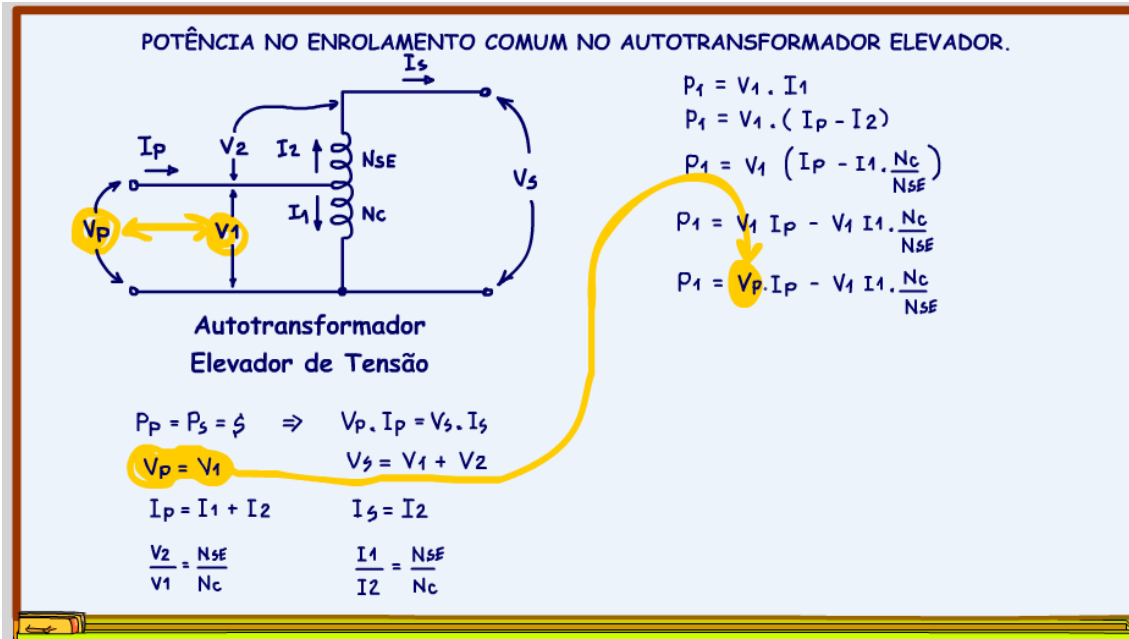 POTÊNCIA NO ENROLAMENTO COMUM NO AUTOTRANSFORMADOR ELEVADOR.
Is
Ip
V2
I2
NSE
Vs
Vp
V1
I1
Nc
Autotransformador
Elevador de Tensão
Pp = Ps = $ ⇒ Vp . Ip = Vs . Is
Vp = V1
Vs = V1 + V2
Ip = I1 + I2
Is = I2
V2/V1 = NSE/Nc
I1/I2 = NSE/Nc
P1 = V1 . I1
P1 = V1 . ( Ip - I2)
P1 = V1 (Ip - I1 . Nc/NSE)
P1 = V1 Ip - V1 I1 . Nc/NSE
P1 = Vp . Ip - V1 I1 . Nc/NSE